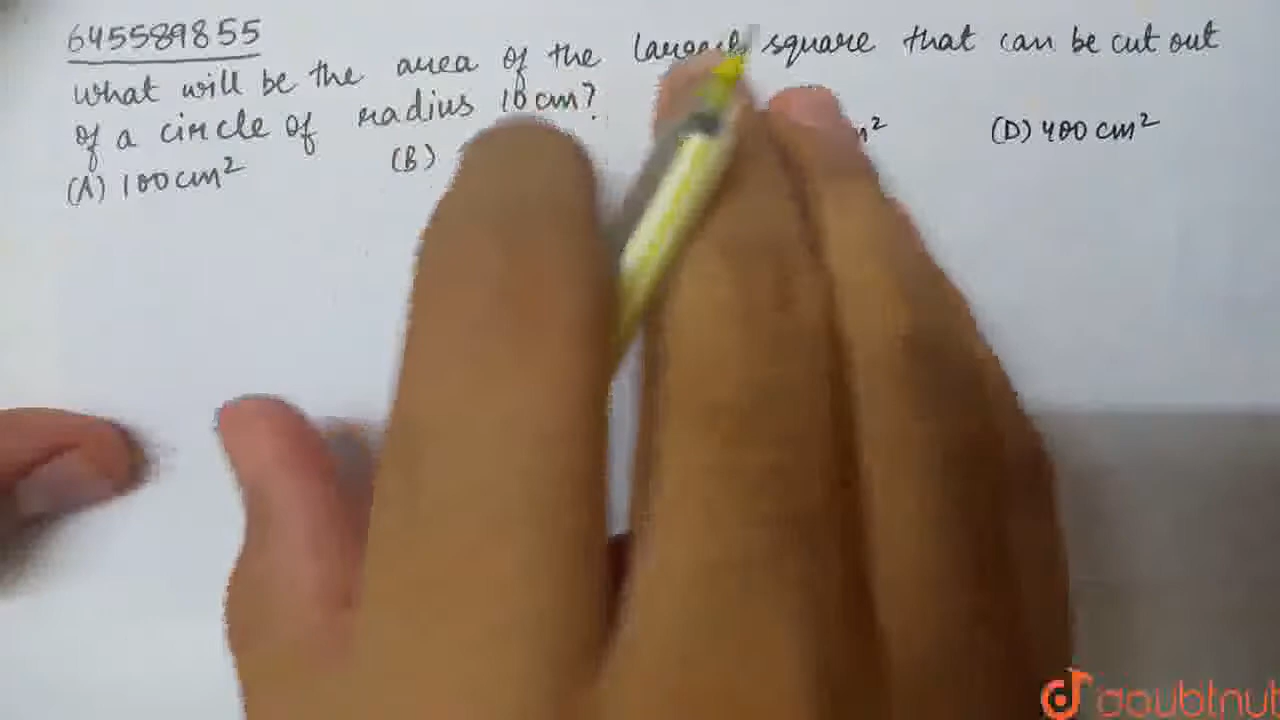 645589855
What will be the area of the largest square that can be cut out
of a circle of radius 10 cm?
(A) 100 cm² (B) m² (D) 400 cm²
doubtnut